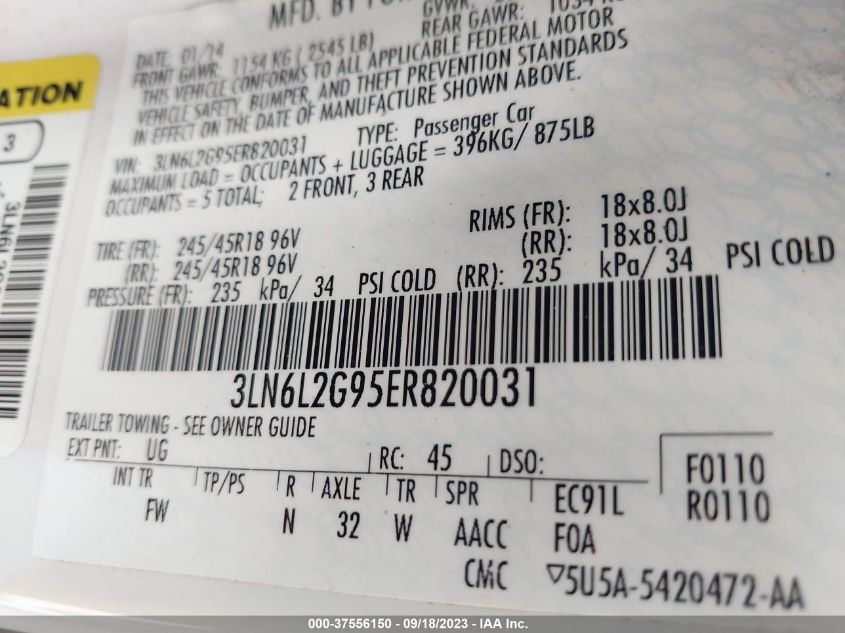 MFD. BY FO
GVWR:
REAR GAWR:
DATE: 01/14
FRONT GAWR: 1154 KG ( 2545 LB)
THIS VEHICLE CONFORMS TO ALL APPLICABLE FEDERAL MOTOR
VEHICLE SAFETY, BUMPER, AND THEFT PREVENTION STANDARDS
IN EFFECT ON THE DATE OF MANUFACTURE SHOWN ABOVE.
VIN: 3LN6L2G95ER820031 TYPE: Passenger Car
MAXIMUM LOAD = OCCUPANTS + LUGGAGE = 396KG/ 875LB
OCCUPANTS = 5 TOTAL; 2 FRONT, 3 REAR
TIRE (FR): 245/45R18 96V RIMS (FR): 18x8.0J
(RR): 245/45R18 96V (RR): 18x8.0J
PRESSURE (FR): 235 kPa/ 34 PSI COLD (RR): 235 kPa/ 34 PSI COLD
3LN6L2G95ER820031
TRAILER TOWING - SEE OWNER GUIDE
EXT PNT: UG RC: 45 DSO: F0110
INT TR TP/PS R AXLE TR SPR EC91L R0110
FW N 32 W AACC FOA
CMC ▽5U5A-5420472-AA
ATION
3
000-37556150 - 09/18/2023 - IAA Inc.